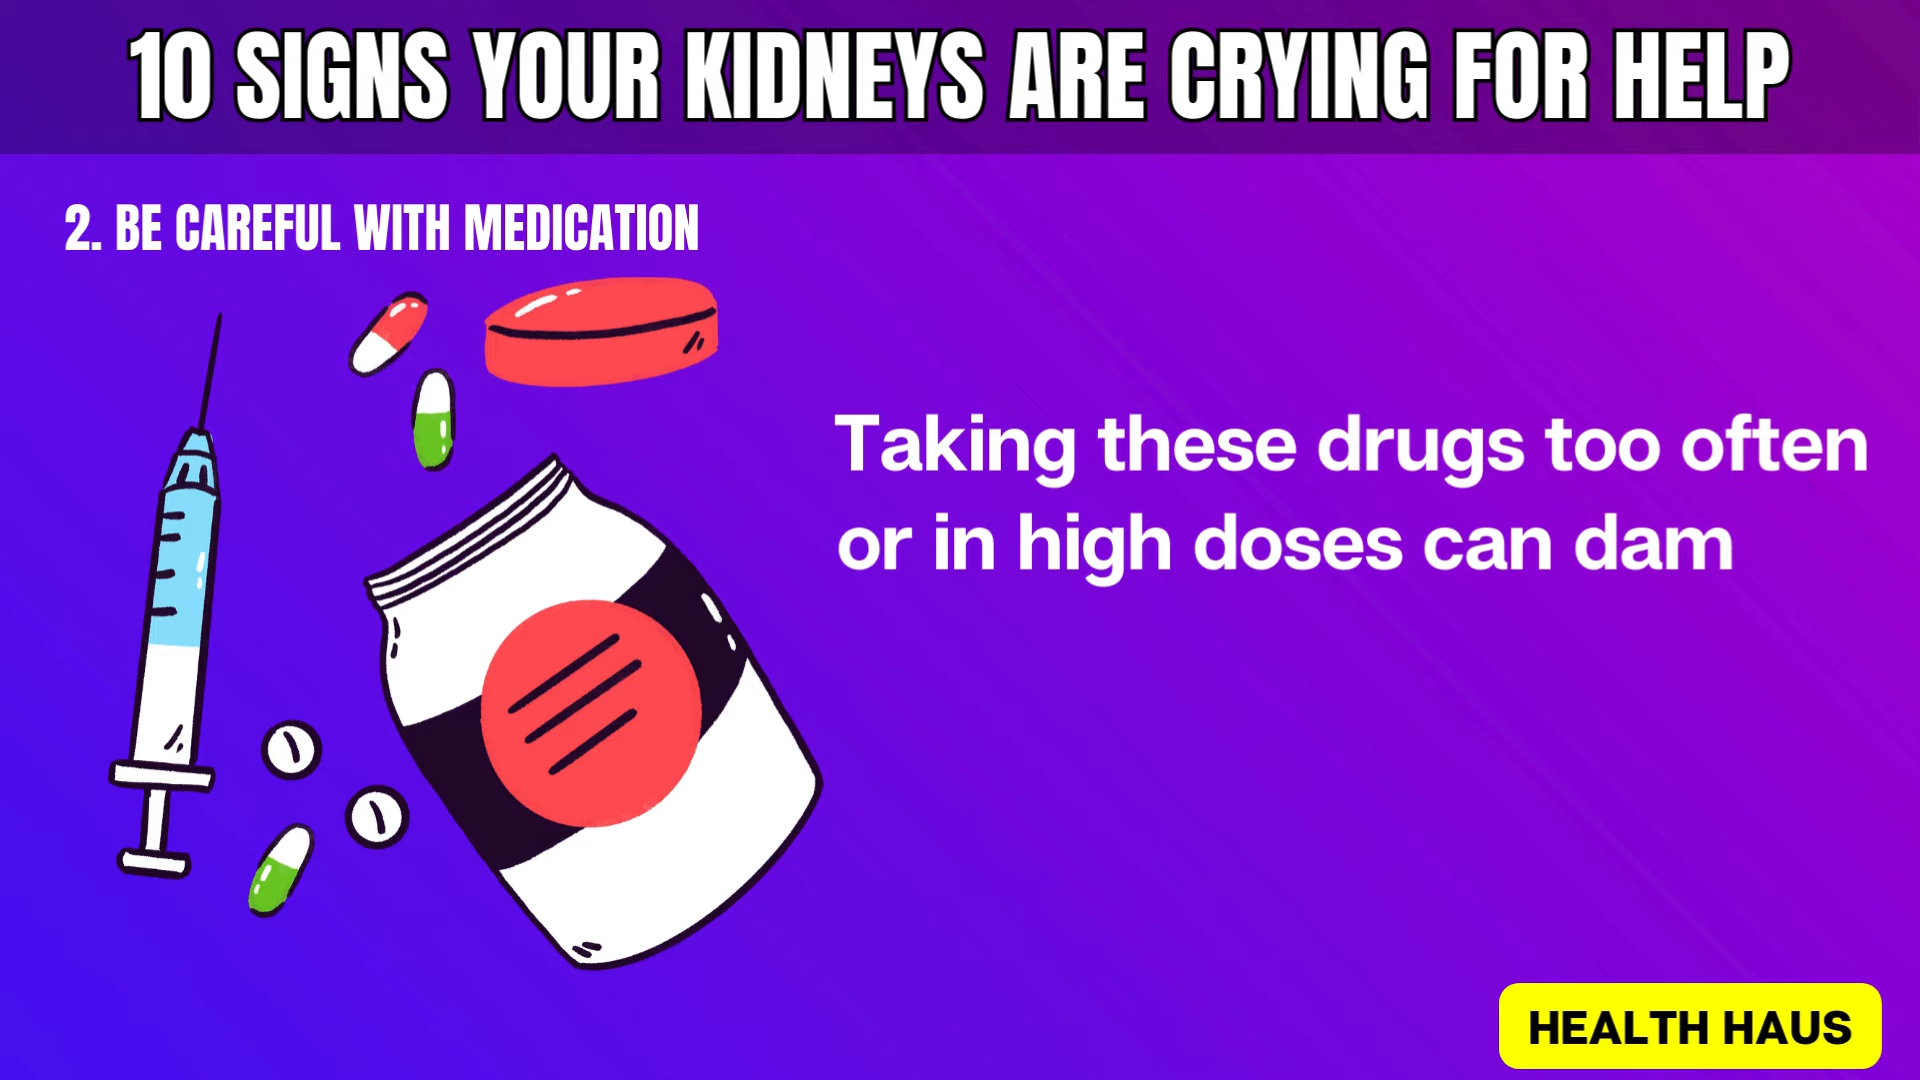 10 SIGNS YOUR KIDNEYS ARE CRYING FOR HELP
2. BE CAREFUL WITH MEDICATION
Taking these drugs too often
or in high doses can dam
HEALTH HAUS